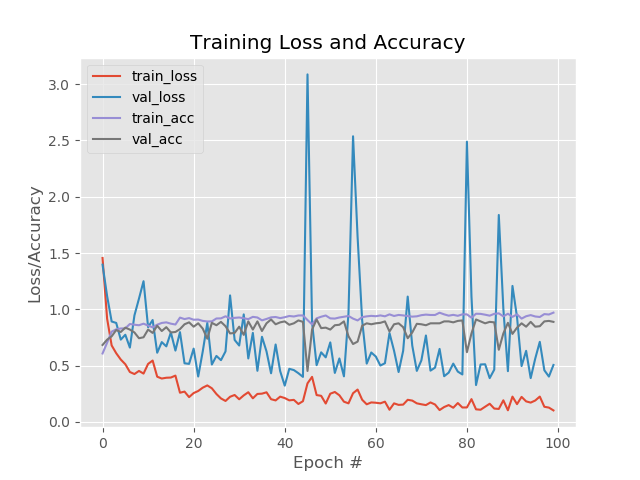 Training Loss and Accuracy
train_loss
val_loss
train_acc
val_acc
3.0
2.5
2.0
1.5
1.0
0.5
0.0
Loss/Accuracy
0 20 40 60 80 100
Epoch #